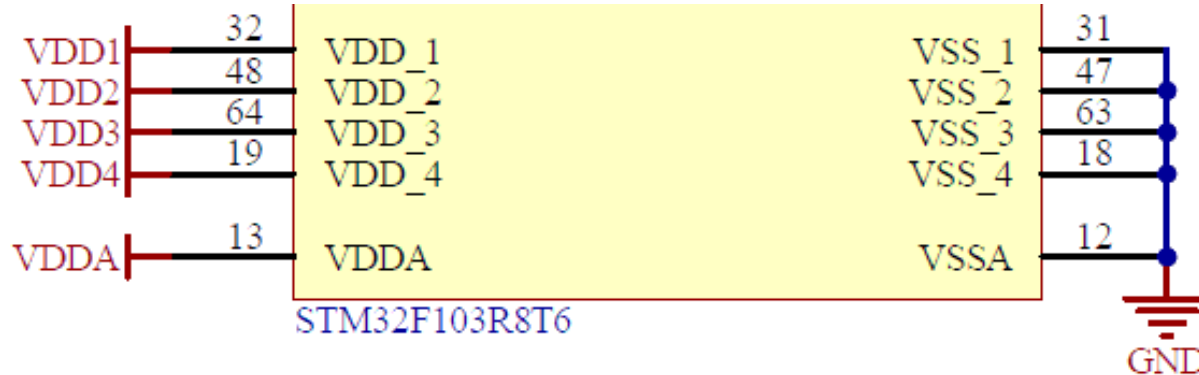 VDD1 32 VDD_1 VSS_1 31
VDD2 48 VDD_2 VSS_2 47
VDD3 64 VDD_3 VSS_3 63
VDD4 19 VDD_4 VSS_4 18
VDDA 13 VDDA VSSA 12
STM32F103R8T6
GND